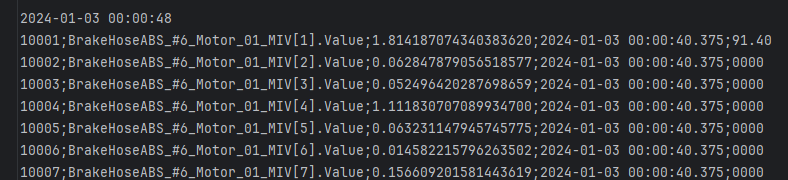 2024-01-03 00:00:48
10001;BrakeHoseABS_#6_Motor_01_MIV[1].Value;1.814187074340383620;2024-01-03 00:00:40.375;91.40
10002;BrakeHoseABS_#6_Motor_01_MIV[2].Value;0.062847879056518577;2024-01-03 00:00:40.375;0000
10003;BrakeHoseABS_#6_Motor_01_MIV[3].Value;0.052496420287698659;2024-01-03 00:00:40.375;0000
10004;BrakeHoseABS_#6_Motor_01_MIV[4].Value;1.111830707089934700;2024-01-03 00:00:40.375;0000
10005;BrakeHoseABS_#6_Motor_01_MIV[5].Value;0.063231147945745775;2024-01-03 00:00:40.375;0000
10006;BrakeHoseABS_#6_Motor_01_MIV[6].Value;0.014582215796263502;2024-01-03 00:00:40.375;0000
10007;BrakeHoseABS_#6_Motor_01_MIV[7].Value;0.156609201581443619;2024-01-03 00:00:40.375;0000